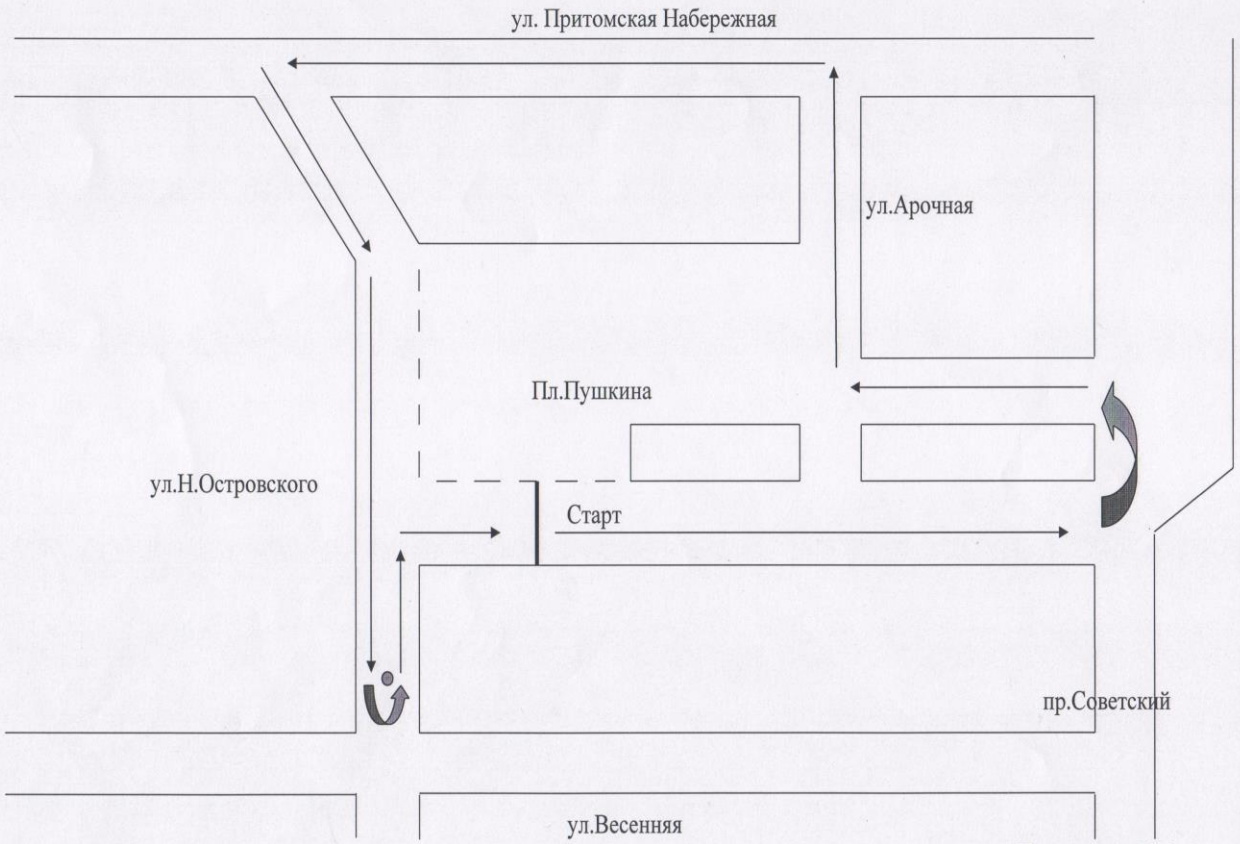 ул. Притомская Набережная
ул.Арочная
Пл.Пушкина
ул.Н.Островского
Старт
пр.Советский
ул.Весенняя